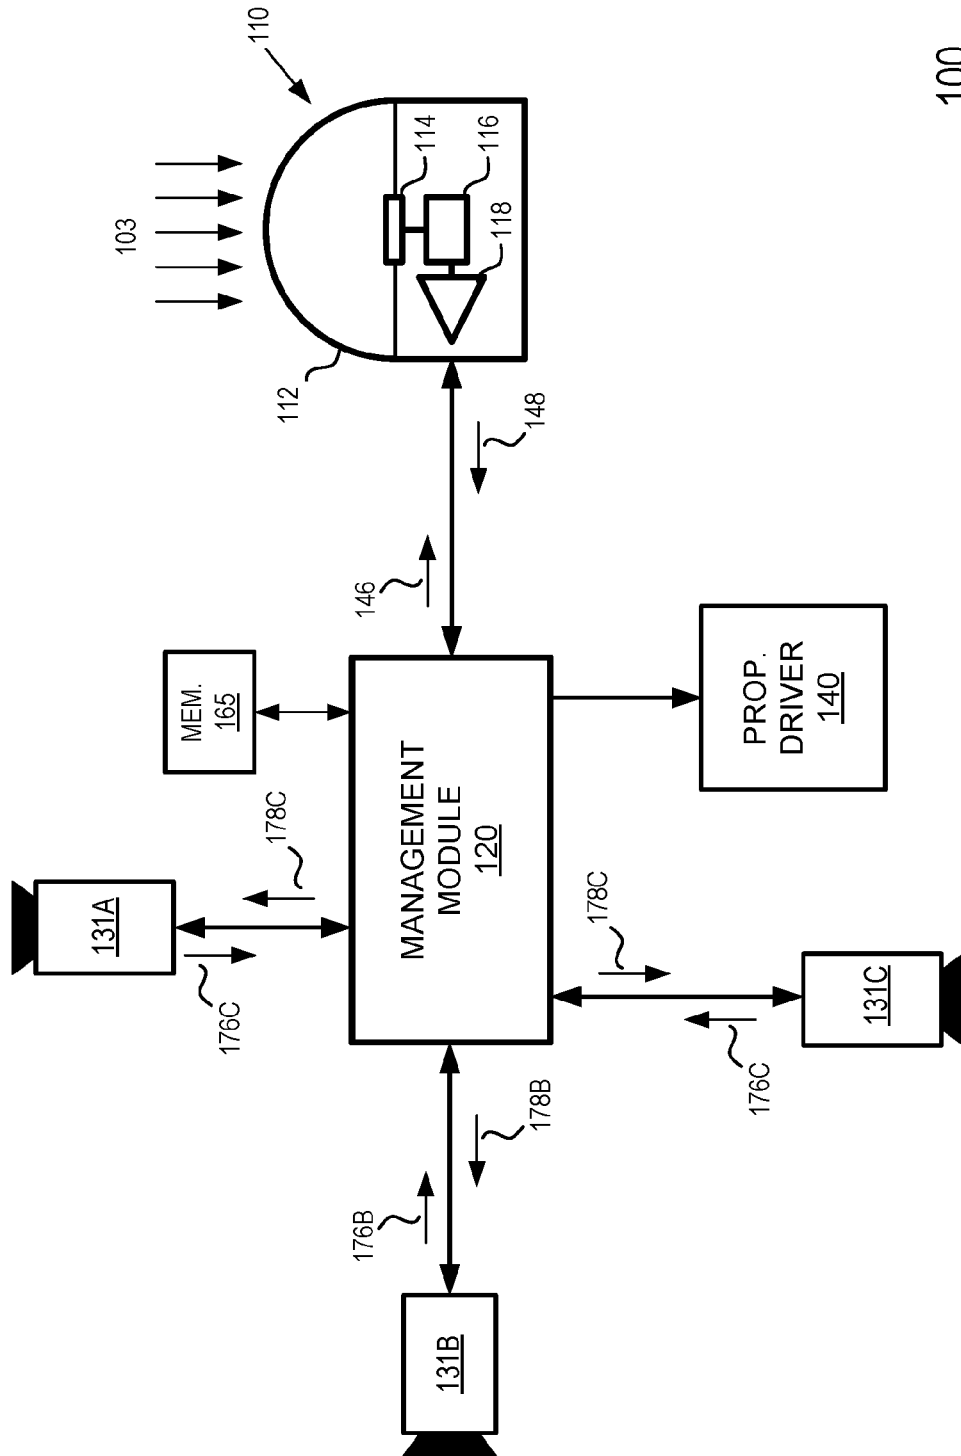 100
110
103
114
116
118
112
148
146
MEM.
165
PROP.
DRIVER
140
MANAGEMENT
MODULE
120
178C
131A
176C
178C
131C
176C
178B
176B
131B